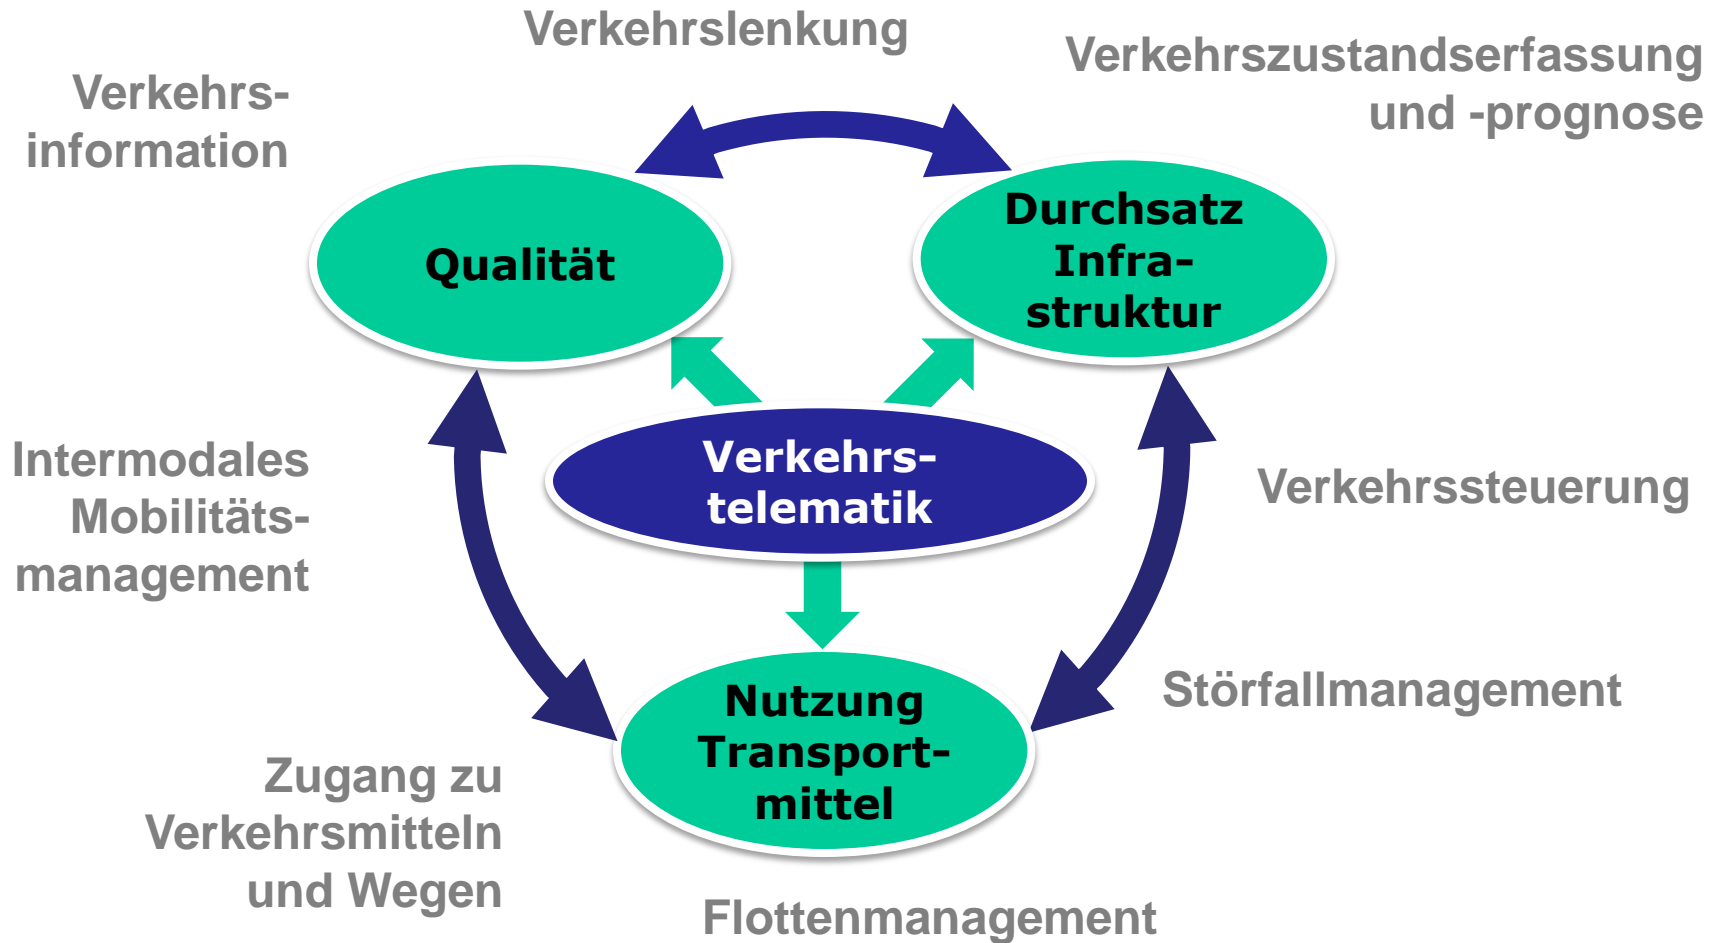 Verkehrslenkung
Verkehrszustandserfassung
und -prognose
Verkehrs-
information
Durchsatz
Infra-
struktur
Qualität
Verkehrs-
telematik
Intermodales
Mobilitäts-
management
Verkehrssteuerung
Störfallmanagement
Nutzung
Transport-
mittel
Zugang zu
Verkehrsmitteln
und Wegen
Flottenmanagement